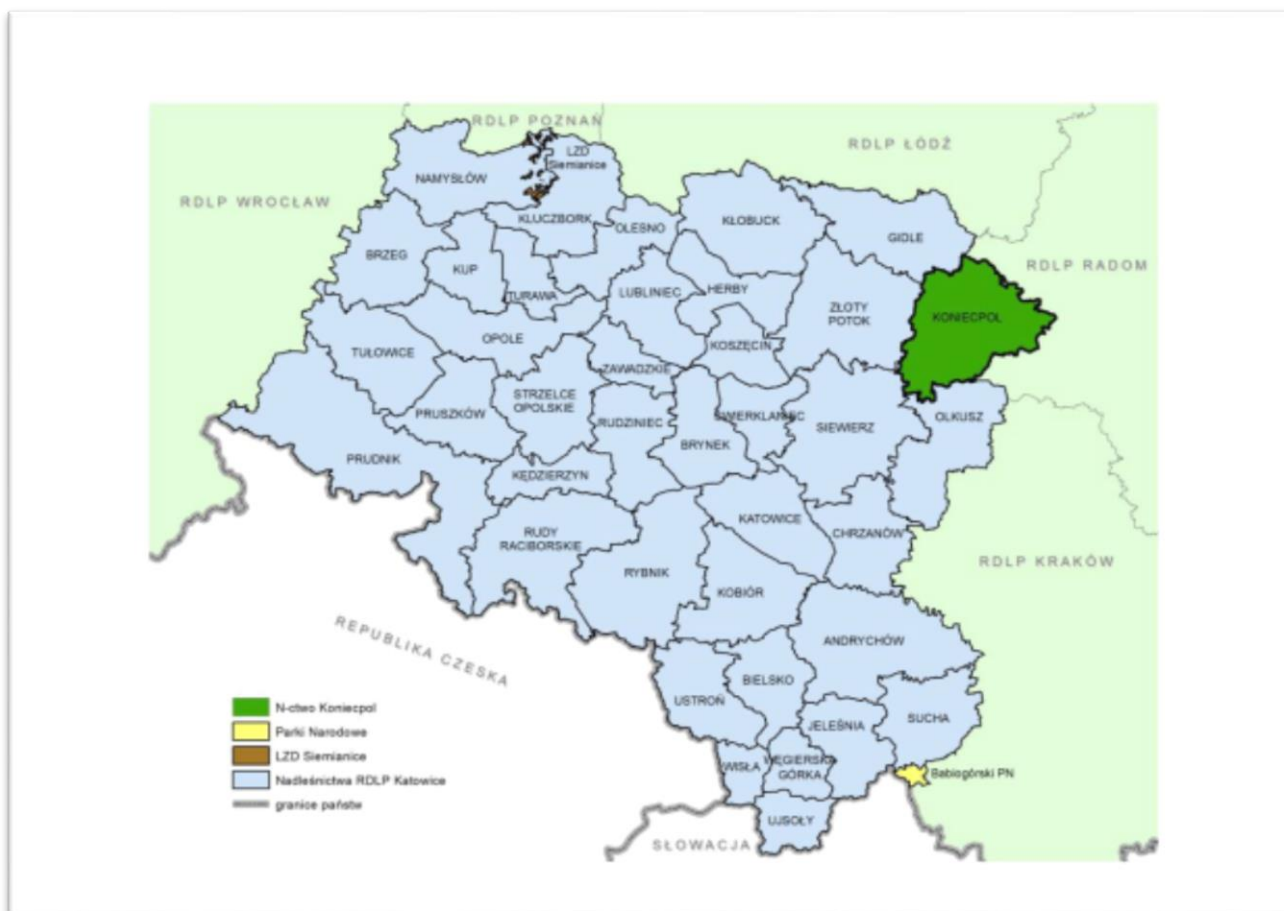 RDLP POZNAŃ
RDLP ŁÓDŹ
LZD
Siemianice
NAMYSŁÓW
RDLP WROCŁAW
KLUCZBORK
OLESNO
KŁOBUCK
GIDLE
BRZEG
KUP
RDLP RADOM
TURAWA
LUBLINIEC
HERBY
ZŁOTY
POTOK
KONIECPOL
OPOLE
KOSZĘCIN
TUŁOWICE
ZAWADZKIE
STRZELCE
OPOLSKIE
PRUSZKÓW
RUDZINIEC
BRYNEK
ŚWIERKLANIEC
SIEWIERZ
OLKUSZ
PRUDNIK
KĘDZIERZYN
KATOWICE
RUDY
RACIBORSKIE
CHRZANÓW
RYBNIK
KOBIÓR
RDLP KRAKÓW
REPUBLIKA CZESKA
ANDRYCHÓW
BIELSKO
USTROŃ
JELEŚNIA
SUCHA
WISŁA
WĘGIERSKA
GÓRKA
Babiogórski PN
UJSOŁY
SŁOWACJA
N-ctwo Koniecpol
Parki Narodowe
LZD Siemianice
Nadleśnictwa RDLP Katowice
granice państw